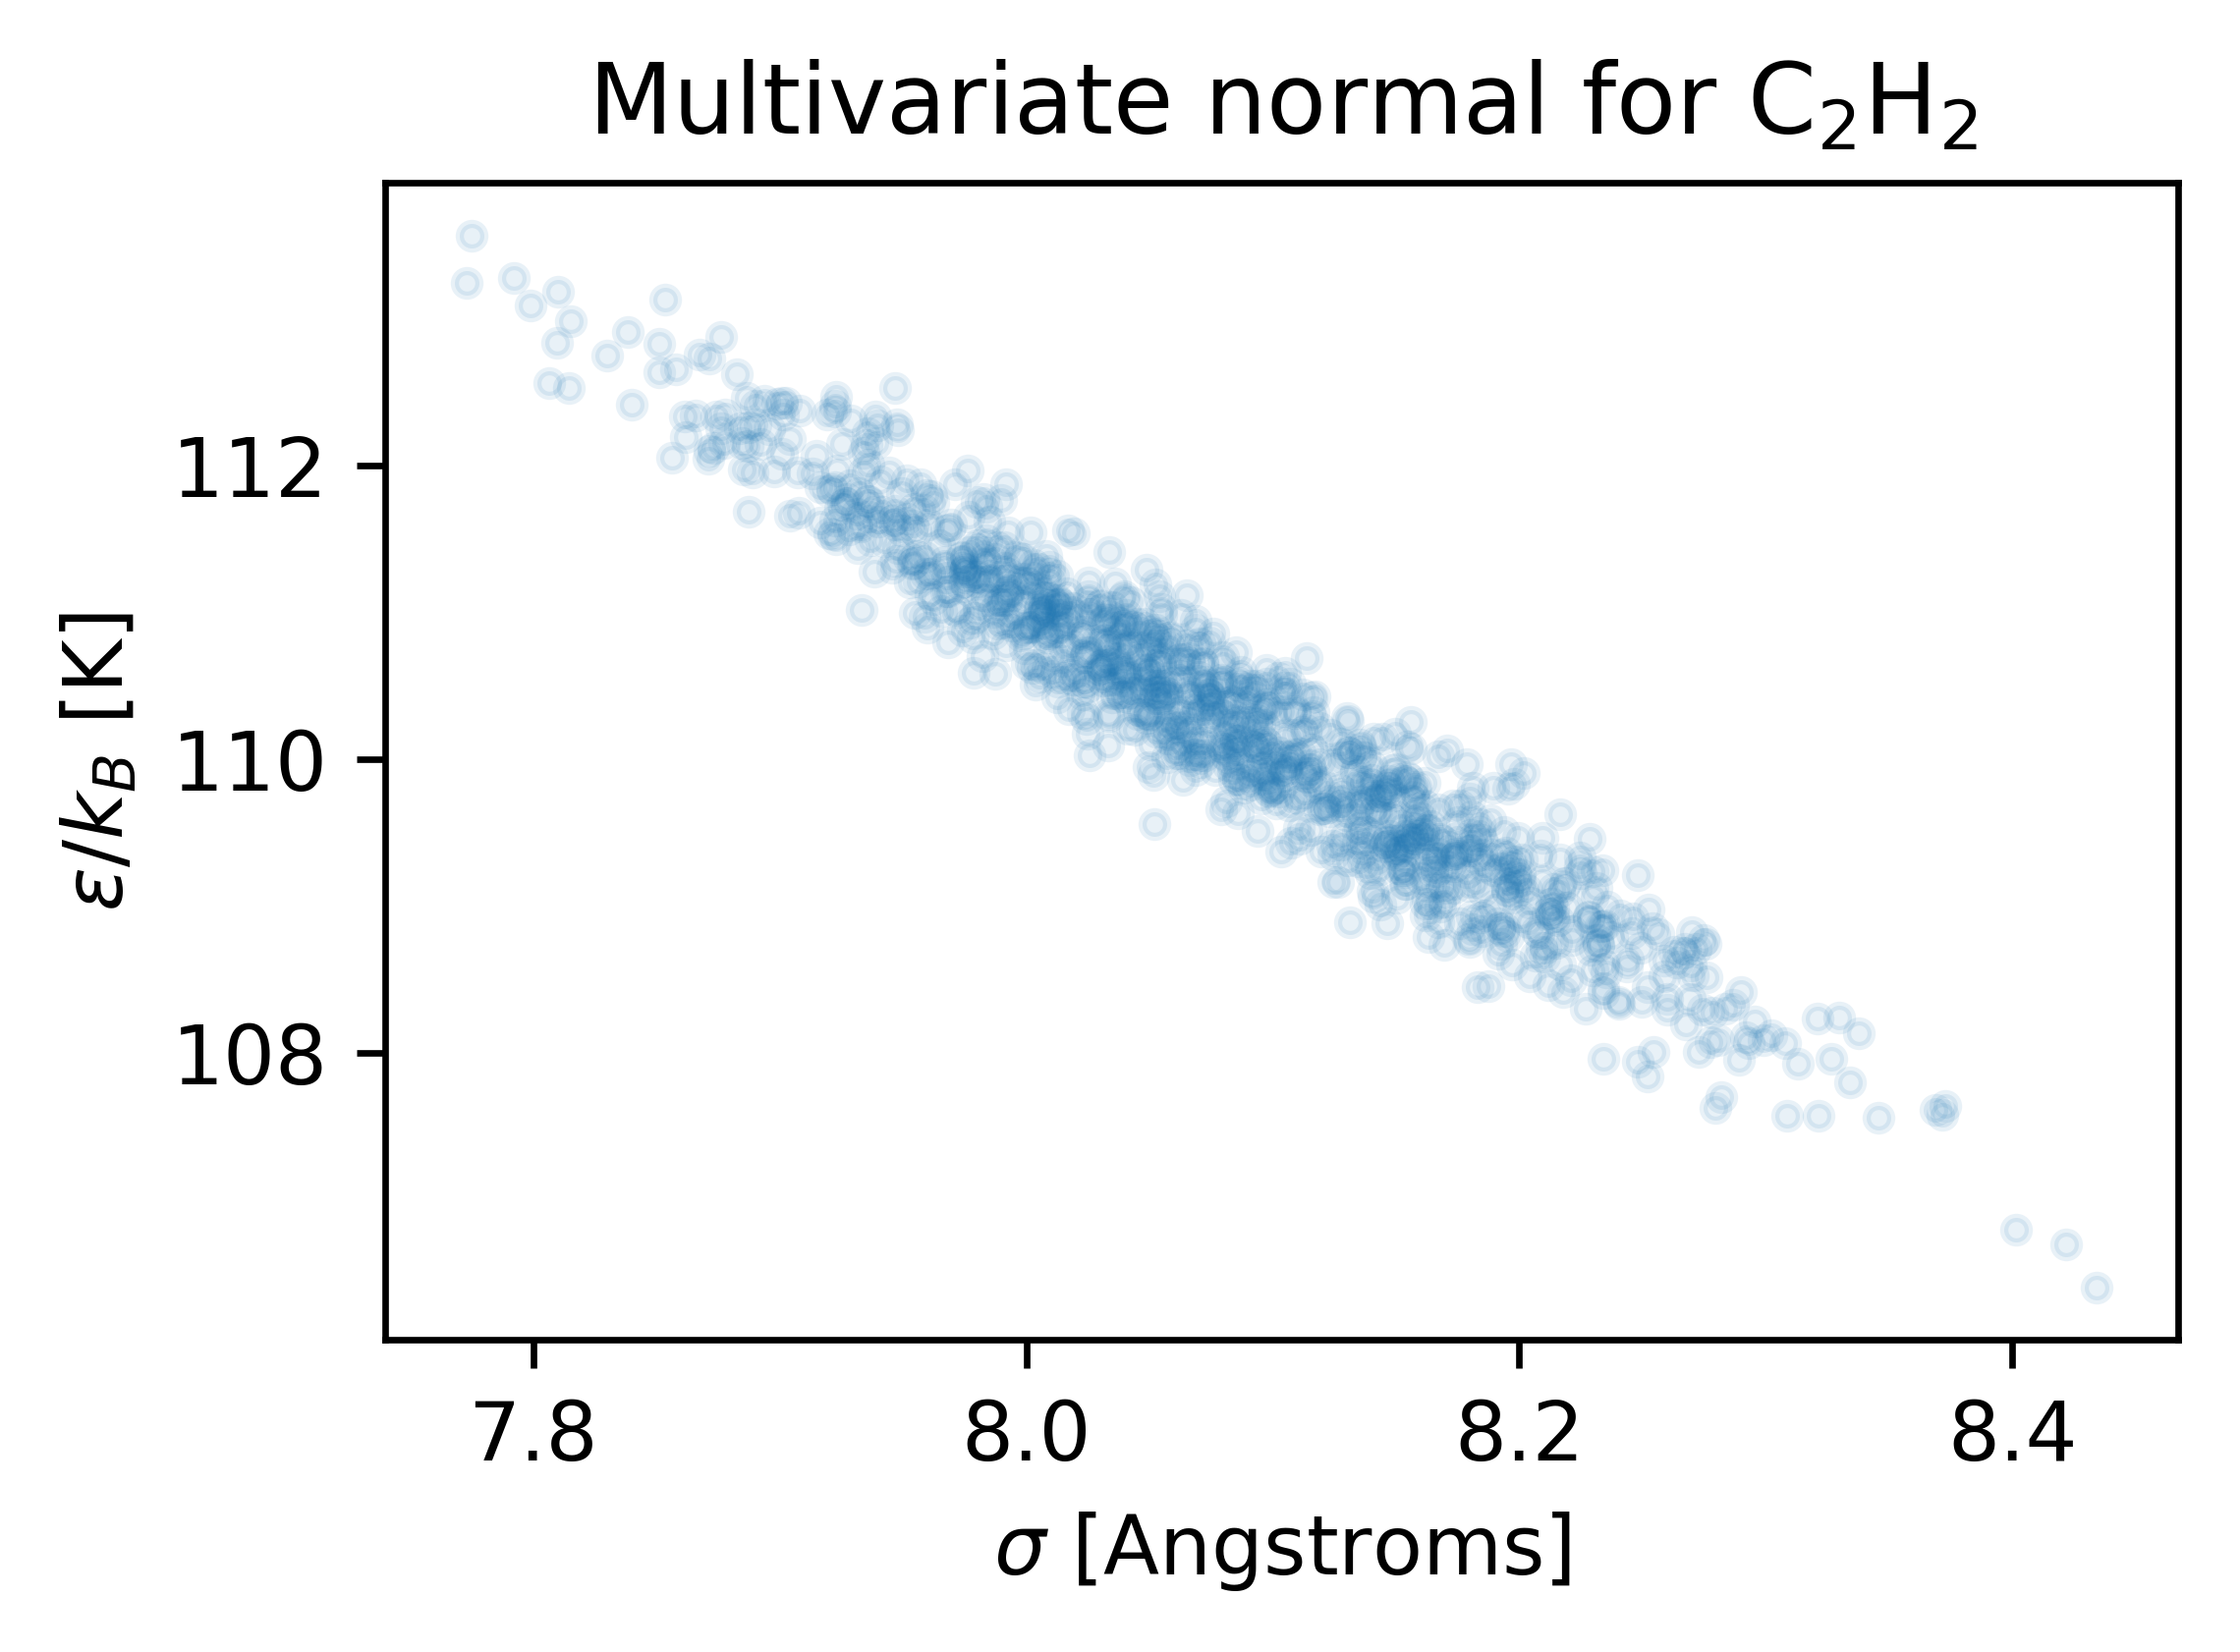 Multivariate normal for C₂H₂
ε/k_B [K]
112
110
108
7.8 8.0 8.2 8.4
σ [Angstroms]